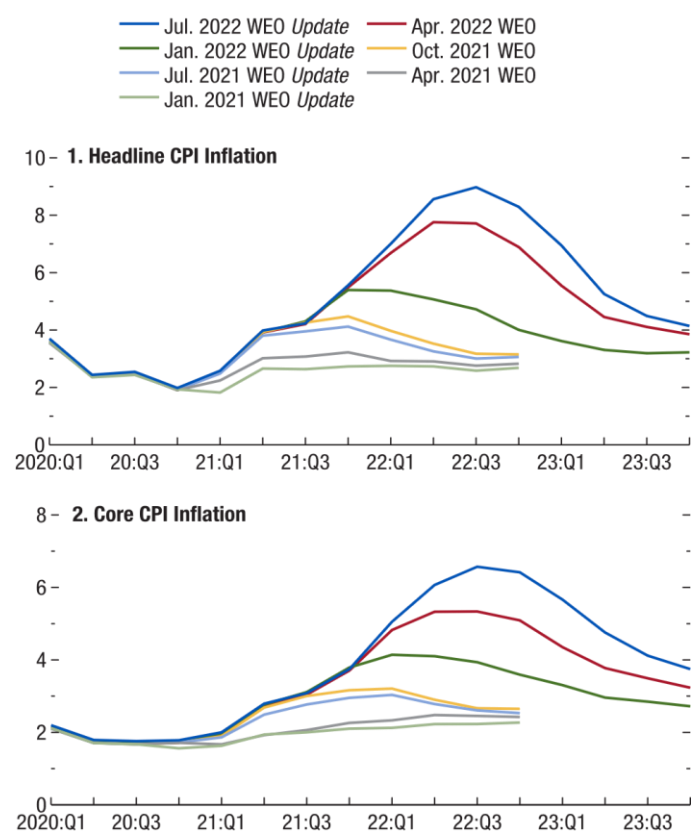 Jul. 2022 WEO Update Apr. 2022 WEO
Jan. 2022 WEO Update Oct. 2021 WEO
Jul. 2021 WEO Update Apr. 2021 WEO
Jan. 2021 WEO Update
1. Headline CPI Inflation
10
8
6
4
2
0
2020:Q1 20:Q3 21:Q1 21:Q3 22:Q1 22:Q3 23:Q1 23:Q3
2. Core CPI Inflation
8
6
4
2
0
2020:Q1 20:Q3 21:Q1 21:Q3 22:Q1 22:Q3 23:Q1 23:Q3